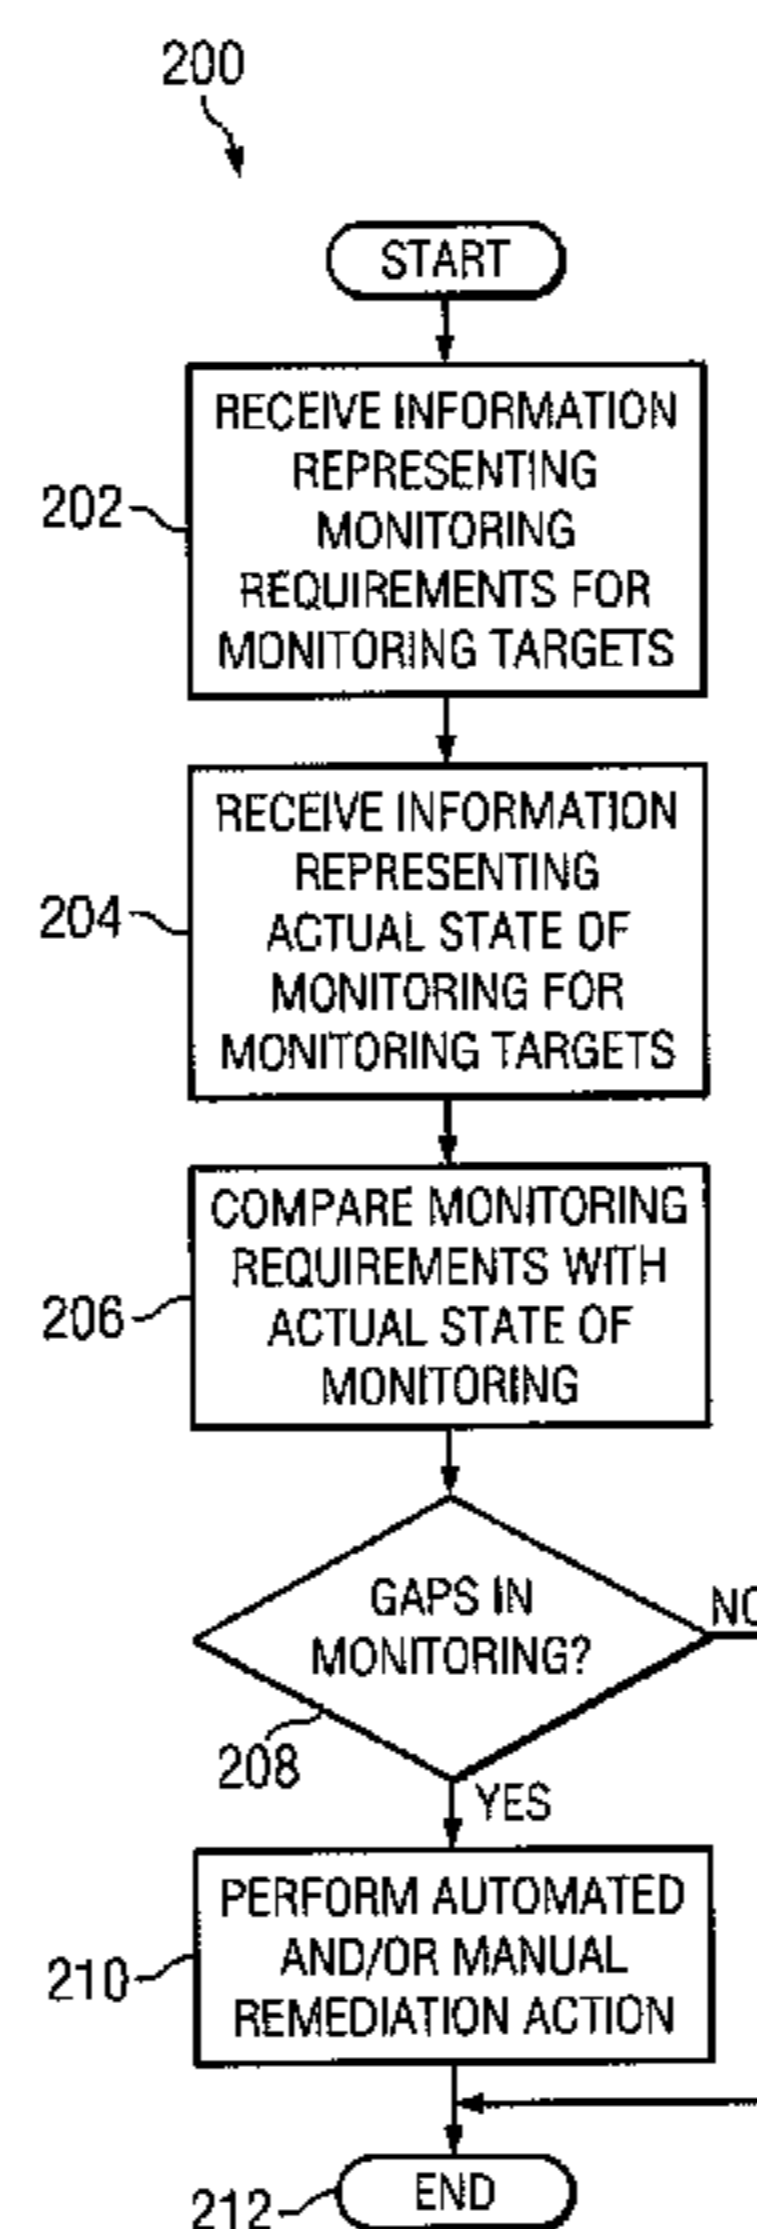 200
START
RECEIVE INFORMATION
REPRESENTING
MONITORING
REQUIREMENTS FOR
MONITORING TARGETS
202
RECEIVE INFORMATION
REPRESENTING
ACTUAL STATE OF
MONITORING FOR
MONITORING TARGETS
204
COMPARE MONITORING
REQUIREMENTS WITH
ACTUAL STATE OF
MONITORING
206
GAPS IN
MONITORING?
NO
208
YES
PERFORM AUTOMATED
AND/OR MANUAL
REMEDIATION ACTION
210
END
212